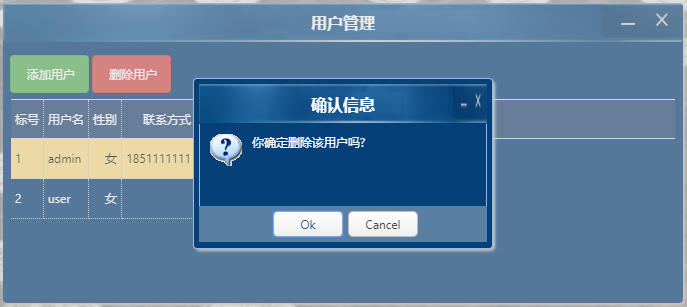 用户管理
添加用户 删除用户
确认信息
标号 用户名 性别 联系方式
你确定删除该用户吗?
1 admin 女 1851111111
2 user 女
Ok Cancel